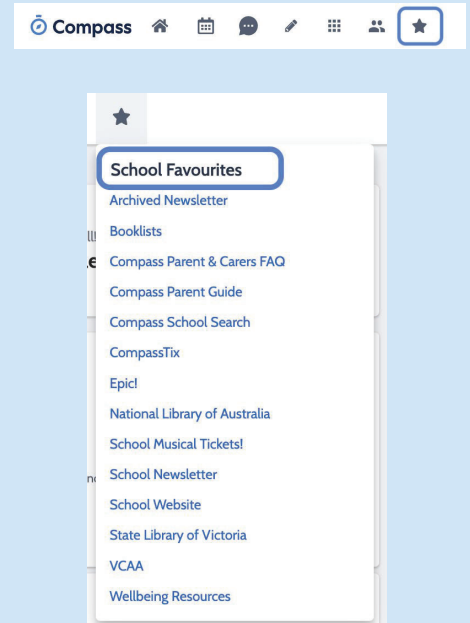 Compass
School Favourites
Archived Newsletter
Booklists
Compass Parent & Carers FAQ
Compass Parent Guide
Compass School Search
CompassTix
Epic!
National Library of Australia
School Musical Tickets!
School Newsletter
School Website
State Library of Victoria
VCAA
Wellbeing Resources